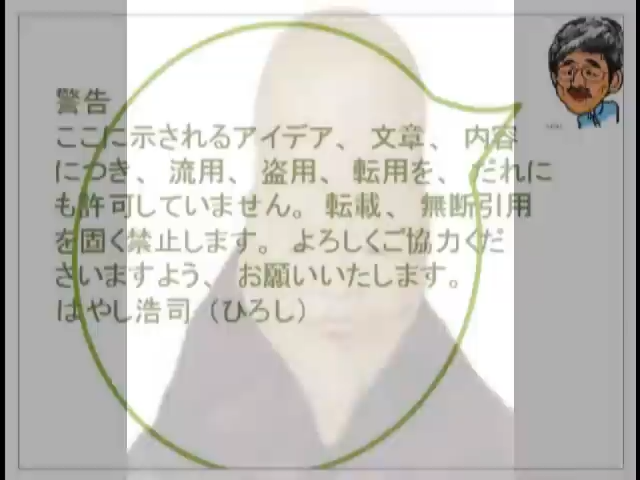 警告
ここに示されるアイデア、 文章、 内容
につき、 流用、 盗用、 転用を、 だれに
も許可していません。 転載、 無断引用
を固く禁止します。 よろしくご協力くだ
さいますよう、 お願いいたします。
はやし浩司（ひろし）